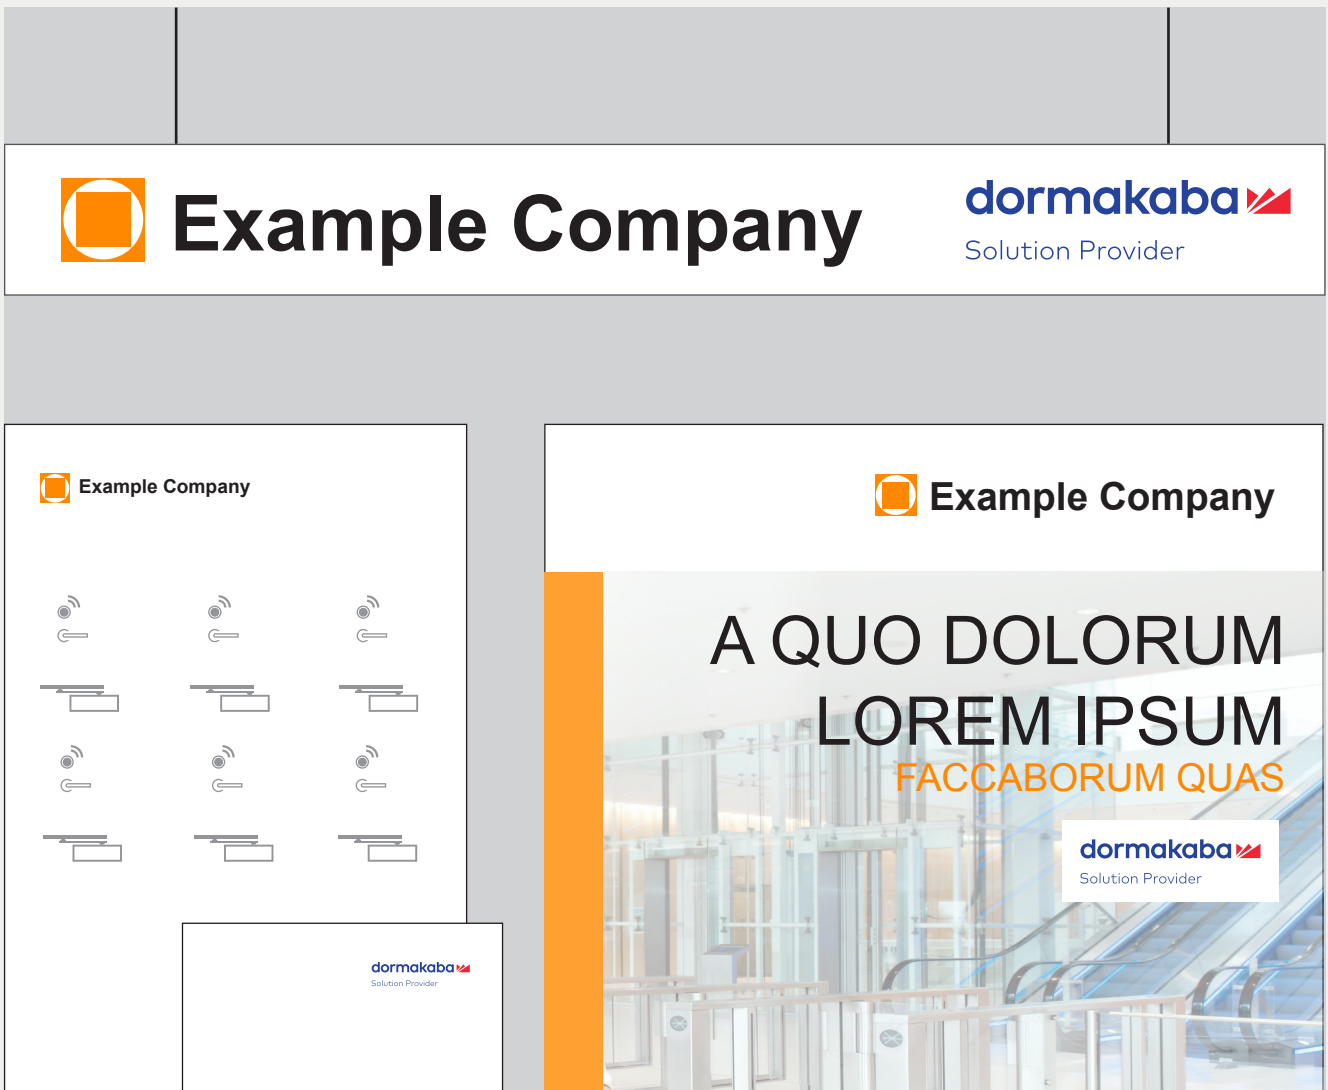 Example Company
dormakaba
Solution Provider
Example Company
Example Company
A QUO DOLORUM
LOREM IPSUM
FACCABORUM QUAS
dormakaba
Solution Provider
dormakaba
Solution Provider